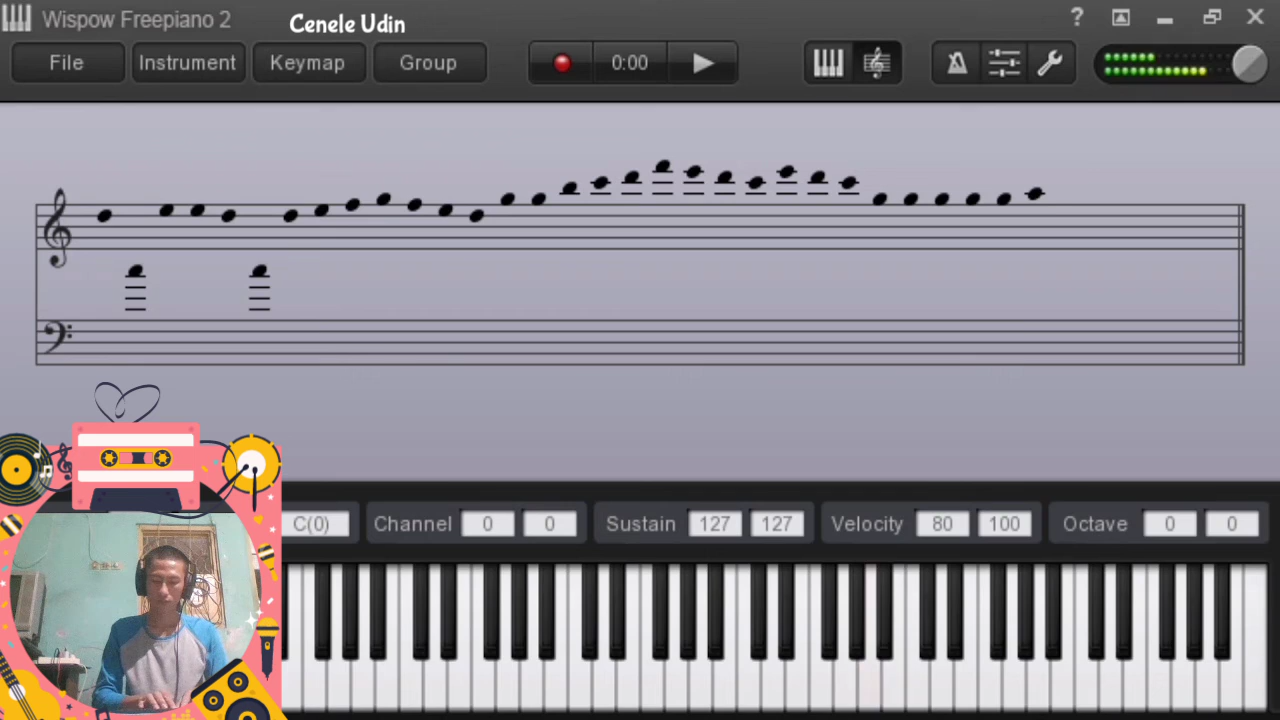 Wispow Freepiano 2
Cenele Udin
?
File
Instrument
Keymap
Group
0:00
C(0)
Channel 0 0
Sustain 127 127
Velocity 80 100
Octave 0 0